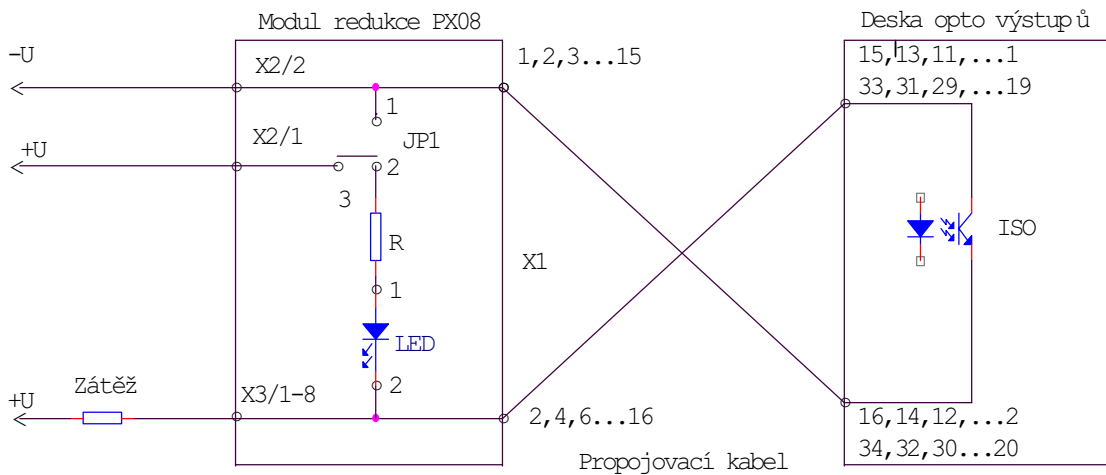 Modul redukce PX08
Deska opto výstupů
-U
X2/2
1,2,3...15
15,13,11,...1
33,31,29,...19
1
JP1
+U
X2/1
2
3
R
ISO
X1
1
LED
Zátěž
+U
X3/1-8
2
2,4,6...16
16,14,12,...2
34,32,30...20
Propojovací kabel